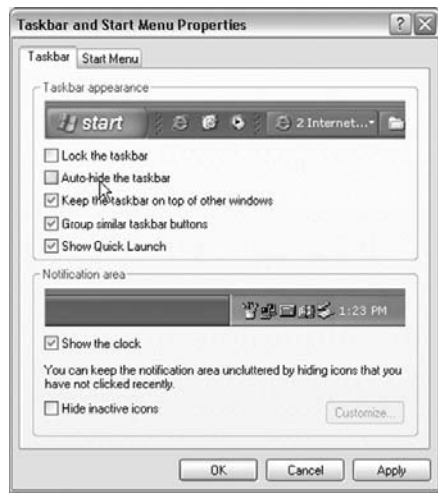 Taskbar and Start Menu Properties
Taskbar Start Menu
Taskbar appearance
start 2 Internet...
Lock the taskbar
Auto-hide the taskbar
Keep the taskbar on top of other windows
Group similar taskbar buttons
Show Quick Launch
Notification area
1:23 PM
Show the clock
You can keep the notification area uncluttered by hiding icons that you
have not clicked recently.
Hide inactive icons Customize...
OK Cancel Apply